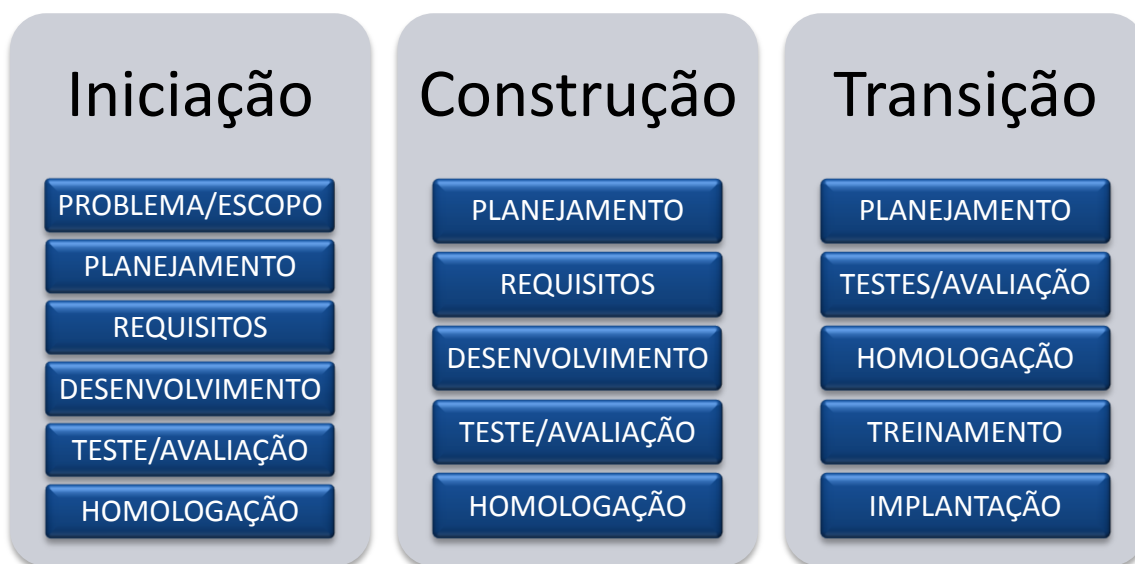 Iniciação
PROBLEMA/ESCOPO
PLANEJAMENTO
REQUISITOS
DESENVOLVIMENTO
TESTE/AVALIAÇÃO
HOMOLOGAÇÃO
Construção
PLANEJAMENTO
REQUISITOS
DESENVOLVIMENTO
TESTE/AVALIAÇÃO
HOMOLOGAÇÃO
Transição
PLANEJAMENTO
TESTES/AVALIAÇÃO
HOMOLOGAÇÃO
TREINAMENTO
IMPLANTAÇÃO